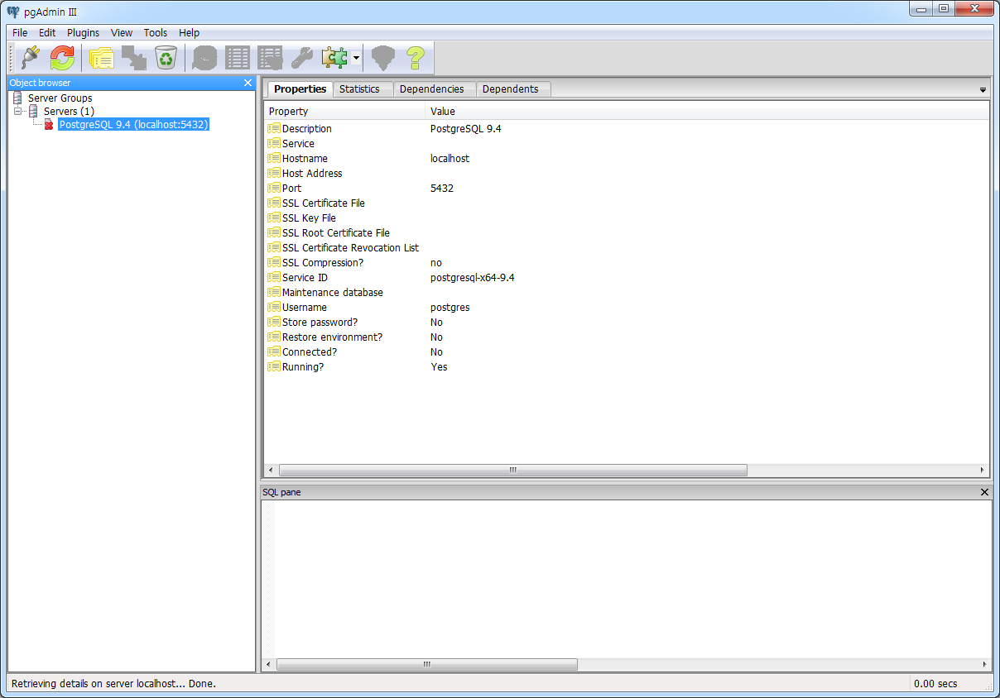 pgAdmin III
File Edit Plugins View Tools Help
Object browser
Server Groups
Servers (1)
PostgreSQL 9.4 (localhost:5432)
Properties Statistics Dependencies Dependents
Property Value
Description PostgreSQL 9.4
Service
Hostname localhost
Host Address
Port 5432
SSL Certificate File
SSL Key File
SSL Root Certificate File
SSL Certificate Revocation List
SSL Compression? no
Service ID postgresql-x64-9.4
Maintenance database
Username postgres
Store password? No
Restore environment? No
Connected? No
Running? Yes
SQL pane
Retrieving details on server localhost... Done. 0.00 secs